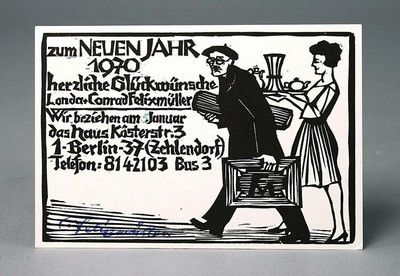 zum NEUEN JAHR
1970
herzliche Glückwünsche
Londa u Conrad Felixmüller
Wir beziehen am 5 Januar
das Haus Kösterstr. 3
1-Berlin-37 (Zehlendorf)
Telefon: 8142103 Bus 3